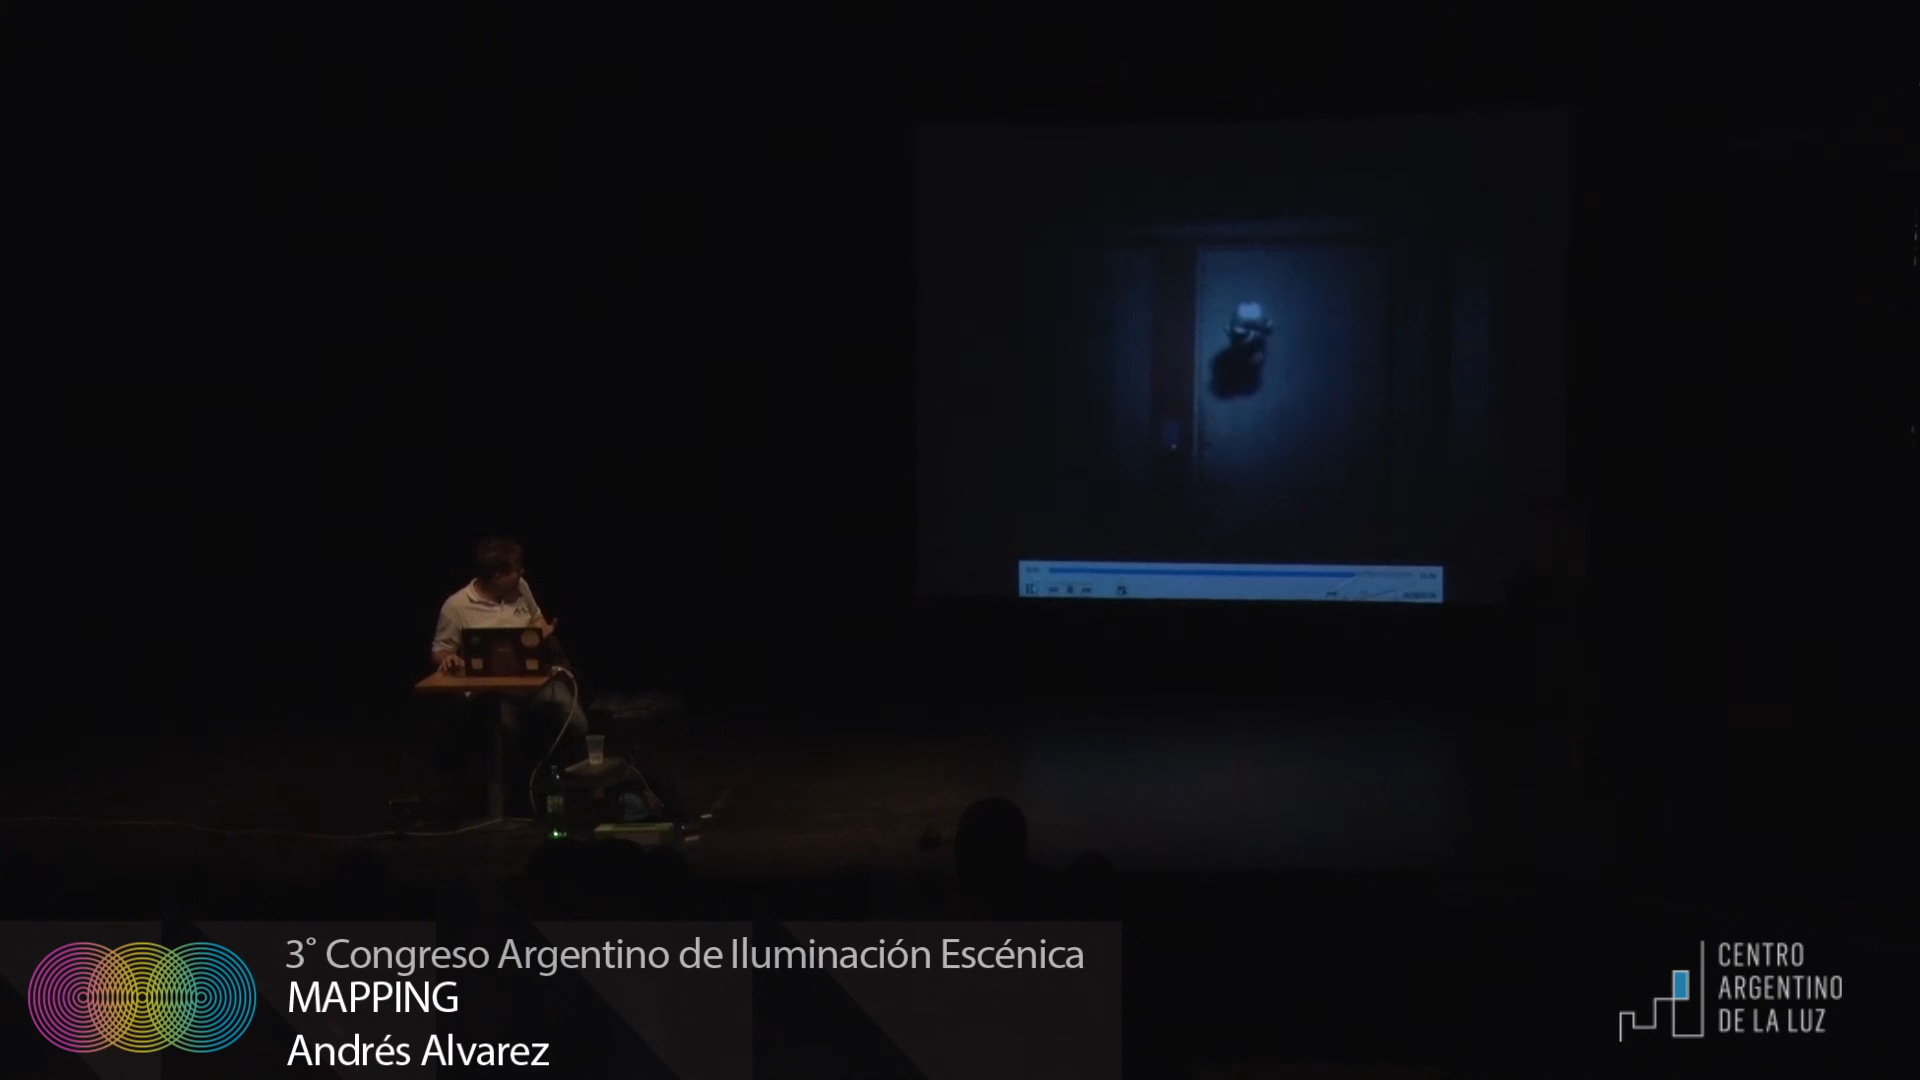 3° Congreso Argentino de Iluminación Escénica
MAPPING
Andrés Alvarez
CENTRO
ARGENTINO
DE LA LUZ